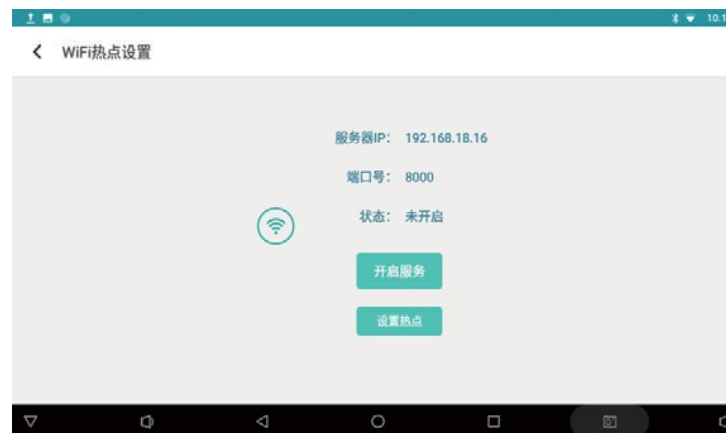 10:1
WiFi热点设置
服务器IP： 192.168.18.16
端口号： 8000
状态： 未开启
开启服务
设置热点